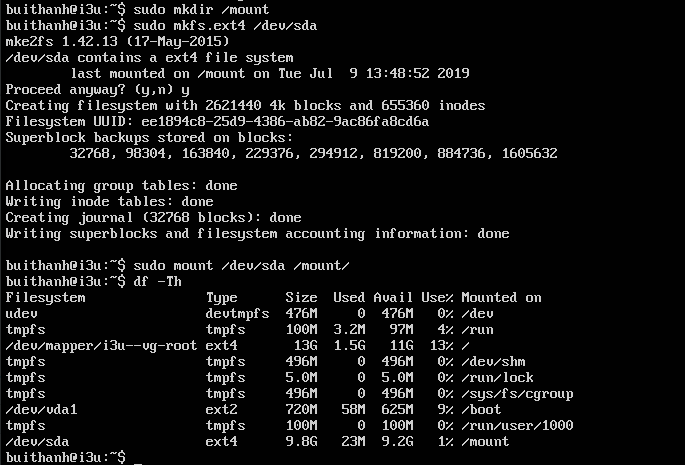 buithanh@i3u:~$ sudo mkdir /mount
buithanh@i3u:~$ sudo mkfs.ext4 /dev/sda
mke2fs 1.42.13 (17-May-2015)
/dev/sda contains a ext4 file system
        last mounted on /mount on Tue Jul  9 13:48:52 2019
Proceed anyway? (y,n) y
Creating filesystem with 2621440 4k blocks and 655360 inodes
Filesystem UUID: ee1894c8-25d9-4386-ab82-9ac86fa8cd6a
Superblock backups stored on blocks:
        32768, 98304, 163840, 229376, 294912, 819200, 884736, 1605632

Allocating group tables: done
Writing inode tables: done
Creating journal (32768 blocks): done
Writing superblocks and filesystem accounting information: done

buithanh@i3u:~$ sudo mount /dev/sda /mount/
buithanh@i3u:~$ df -Th
Filesystem               Type      Size  Used Avail Use% Mounted on
udev                     devtmpfs  476M     0  476M   0% /dev
tmpfs                    tmpfs     100M  3.2M   97M   4% /run
/dev/mapper/i3u--vg-root ext4       13G  1.5G   11G  13% /
tmpfs                    tmpfs     496M     0  496M   0% /dev/shm
tmpfs                    tmpfs     5.0M     0  5.0M   0% /run/lock
tmpfs                    tmpfs     496M     0  496M   0% /sys/fs/cgroup
/dev/vda1                ext2      720M   58M  625M   9% /boot
tmpfs                    tmpfs     100M     0  100M   0% /run/user/1000
/dev/sda                 ext4      9.8G   23M  9.2G   1% /mount
buithanh@i3u:~$ _